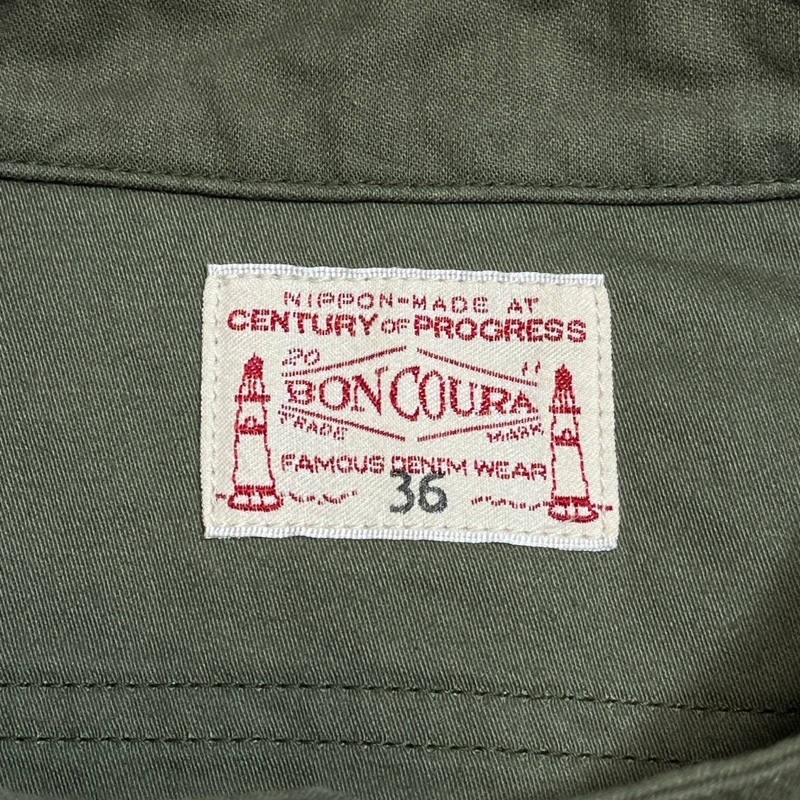 NIPPON-MADE AT
CENTURY OF PROGRESS
20 11
BONCOURA
TRADE MARK
FAMOUS DENIM WEAR
36